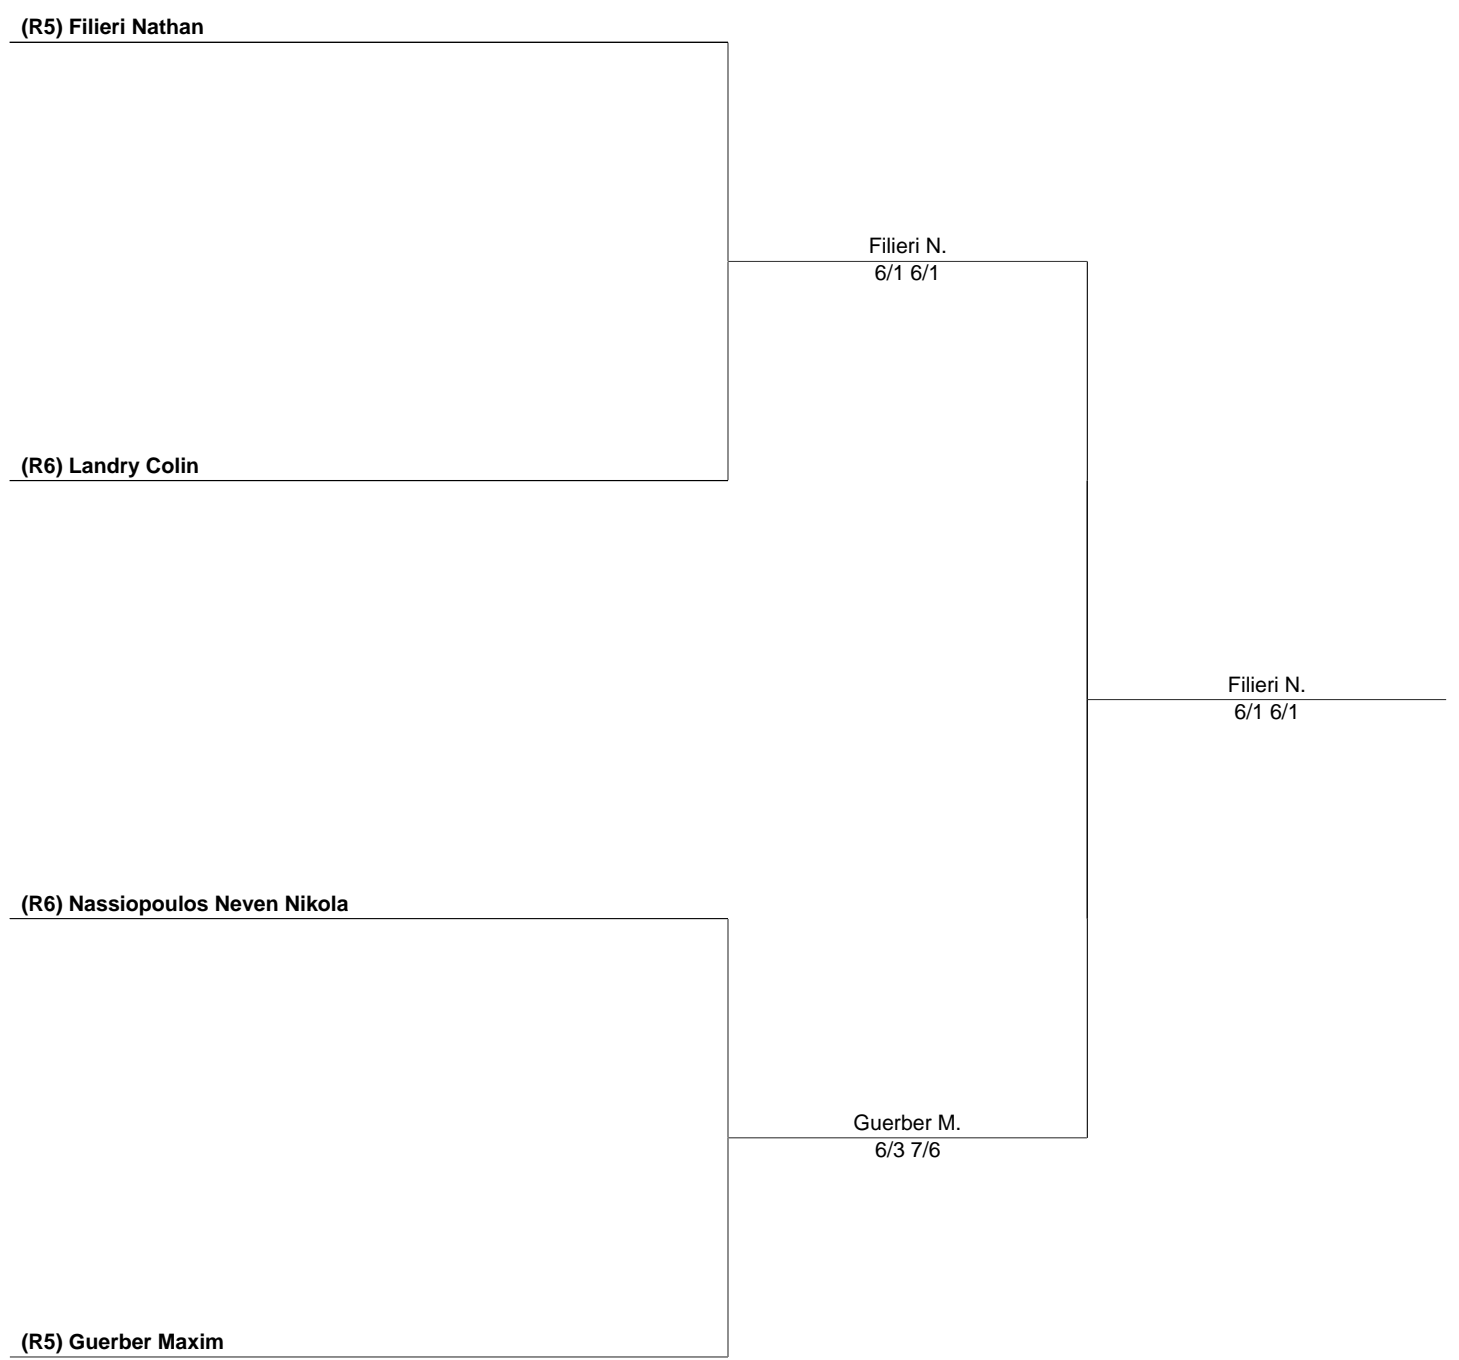 (R5) Filieri Nathan
Filieri N.
6/1 6/1
(R6) Landry Colin
Filieri N.
6/1 6/1
(R6) Nassiopoulos Neven Nikola
Guerber M.
6/3 7/6
(R5) Guerber Maxim